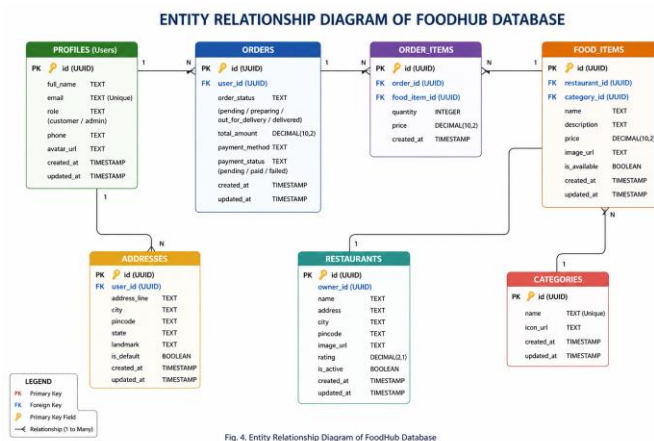 ENTITY RELATIONSHIP DIAGRAM OF FOODHUB DATABASE
PROFILES (Users)
PK id (UUID)
full_name TEXT
email TEXT (Unique)
role TEXT
(customer / admin)
phone TEXT
avatar_url TEXT
created_at TIMESTAMP
updated_at TIMESTAMP
1
N
ORDERS
PK id (UUID)
FK user_id (UUID)
order_status TEXT
(pending / preparing /
out_for_delivery / delivered)
total_amount DECIMAL(10,2)
payment_method TEXT
payment_status TEXT
(pending / paid / failed)
created_at TIMESTAMP
updated_at TIMESTAMP
1
N
ORDER_ITEMS
PK id (UUID)
FK order_id (UUID)
FK food_item_id (UUID)
quantity INTEGER
price DECIMAL(10,2)
created_at TIMESTAMP
N
1
FOOD_ITEMS
PK id (UUID)
FK restaurant_id (UUID)
FK category_id (UUID)
name TEXT
description TEXT
price DECIMAL(10,2)
image_url TEXT
is_available BOOLEAN
created_at TIMESTAMP
updated_at TIMESTAMP
1
N
1
N
1
ADDRESSES
PK id (UUID)
FK user_id (UUID)
address_line TEXT
city TEXT
pincode TEXT
state TEXT
landmark TEXT
is_default BOOLEAN
created_at TIMESTAMP
updated_at TIMESTAMP
RESTAURANTS
PK id (UUID)
owner_id (UUID)
name TEXT
address TEXT
city TEXT
pincode TEXT
image_url TEXT
rating DECIMAL(2,1)
is_active BOOLEAN
created_at TIMESTAMP
updated_at TIMESTAMP
CATEGORIES
PK id (UUID)
name TEXT (Unique)
icon_url TEXT
created_at TIMESTAMP
updated_at TIMESTAMP
LEGEND
Primary Key
FK Foreign Key
Primary Key Field
Relationship (1 to Many)
Fig. 4. Entity Relationship Diagram of FoodHub Database